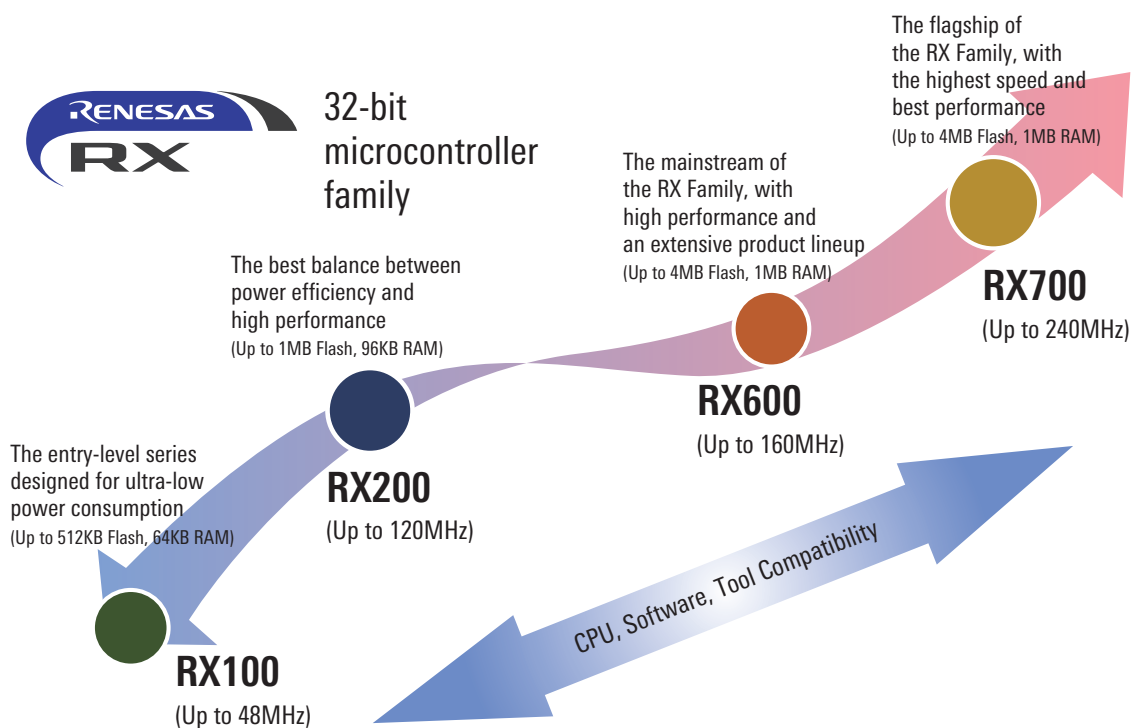 RENESAS
RX
32-bit
microcontroller
family
The flagship of
the RX Family, with
the highest speed and
best performance
(Up to 4MB Flash, 1MB RAM)
RX700
(Up to 240MHz)
The mainstream of
the RX Family, with
high performance and
an extensive product lineup
(Up to 4MB Flash, 1MB RAM)
RX600
(Up to 160MHz)
The best balance between
power efficiency and
high performance
(Up to 1MB Flash, 96KB RAM)
RX200
(Up to 120MHz)
The entry-level series
designed for ultra-low
power consumption
(Up to 512KB Flash, 64KB RAM)
RX100
(Up to 48MHz)
CPU, Software, Tool Compatibility